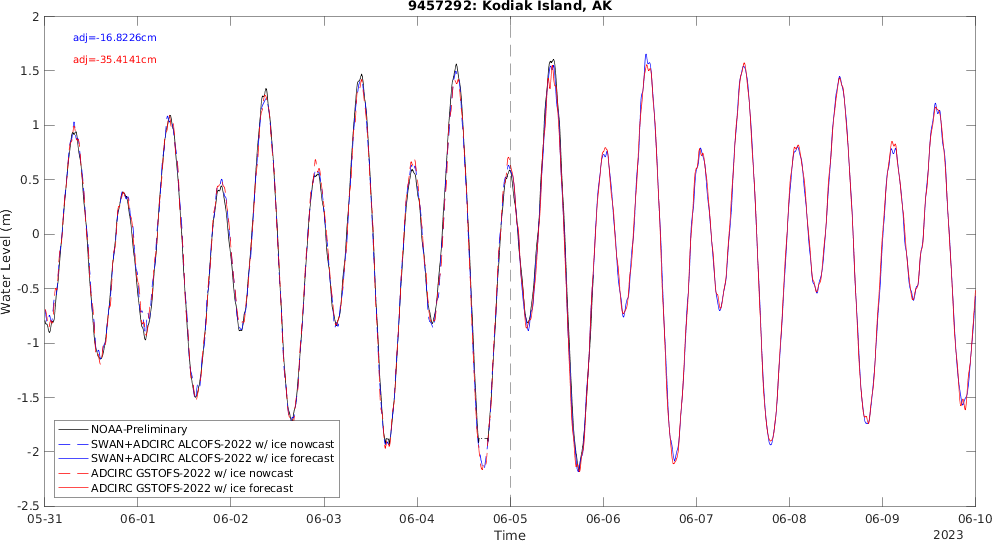 9457292: Kodiak Island, AK
adj=-16.8226cm
adj=-35.4141cm
2
1.5
1
0.5
0
-0.5
-1
-1.5
-2
-2.5
Water Level (m)
NOAA-Preliminary
SWAN+ADCIRC ALCOFS-2022 w/ ice nowcast
SWAN+ADCIRC ALCOFS-2022 w/ ice forecast
ADCIRC GSTOFS-2022 w/ ice nowcast
ADCIRC GSTOFS-2022 w/ ice forecast
05-31 06-01 06-02 06-03 06-04 06-05 06-06 06-07 06-08 06-09 06-10
Time
2023